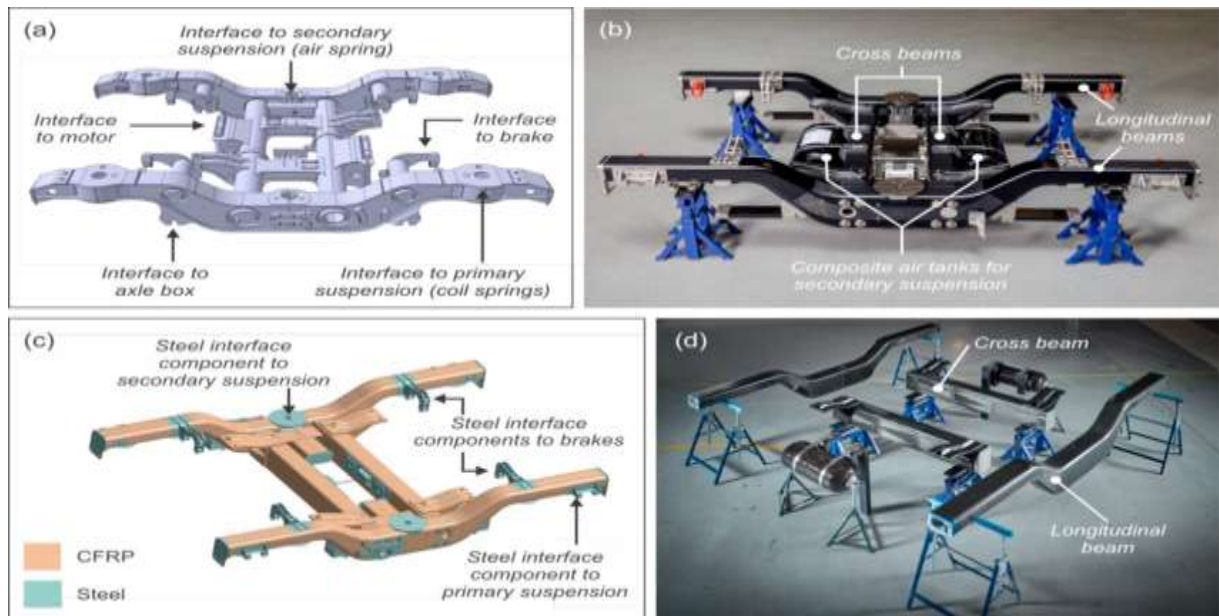 (a)
Interface to secondary
suspension (air spring)
Interface
to motor
Interface
to brake
Interface to
axle box
Interface to primary
suspension (coil springs)
(b)
Cross beams
Longitudinal
beams
Composite air tanks for
secondary suspension
(c)
Steel interface
component to
secondary suspension
Steel interface
components to brakes
Steel interface
component to
primary suspension
CFRP
Steel
(d)
Cross beam
Longitudinal
beam